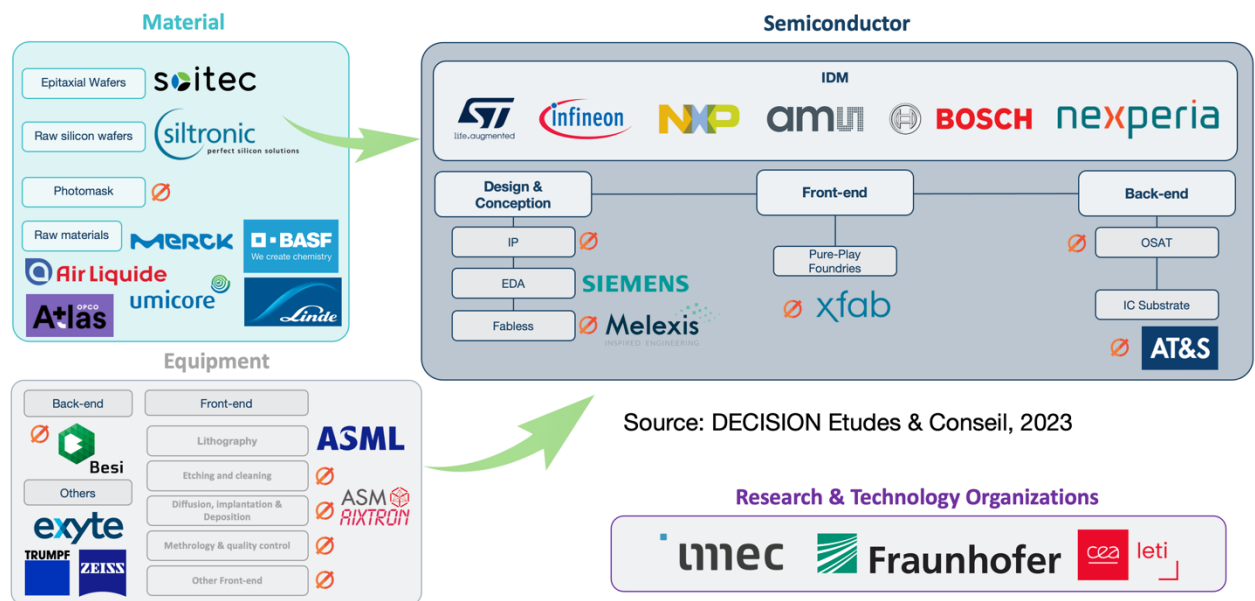 Material
Epitaxial Wafers
soitec
Raw silicon wafers
siltronic
perfect silicon solutions
Photomask
Raw materials
MERCK
BASF
We create chemistry
Air Liquide
umicore
OPCO
Atlas
Linde
Equipment
Back-end
Besi
Others
exyte
TRUMPF
ZEISS
Front-end
Lithography
ASML
Etching and cleaning
Diffusion, implantation &
Deposition
ASM
AIXTRON
Methrology & quality control
Other Front-end
Semiconductor
IDM
ST
life.augmented
infineon
NXP
amu
BOSCH
nexperia
Design &
Conception
IP
EDA
SIEMENS
Fabless
Melexis
INSPIRED ENGINEERING
Front-end
Pure-Play
Foundries
xfab
Back-end
OSAT
IC Substrate
AT&S
Source: DECISION Etudes & Conseil, 2023
Research & Technology Organizations
imec
Fraunhofer
cea
leti